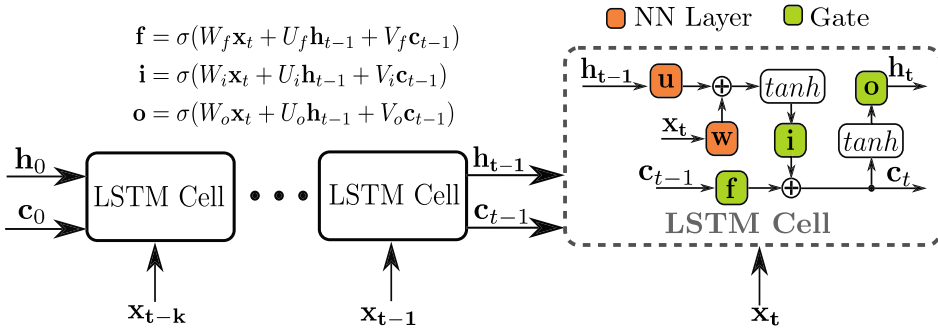 NN Layer Gate
f = σ(W_f x_t + U_f h_{t-1} + V_f c_{t-1})
i = σ(W_i x_t + U_i h_{t-1} + V_i c_{t-1})
o = σ(W_o x_t + U_o h_{t-1} + V_o c_{t-1})
h_0
c_0
LSTM Cell
x_{t-k}
LSTM Cell
x_{t-1}
h_{t-1}
c_{t-1}
h_{t-1} u ⊕ tanh o h_t
x_t w i tanh
c_{t-1} f ⊕ c_t
LSTM Cell
x_t